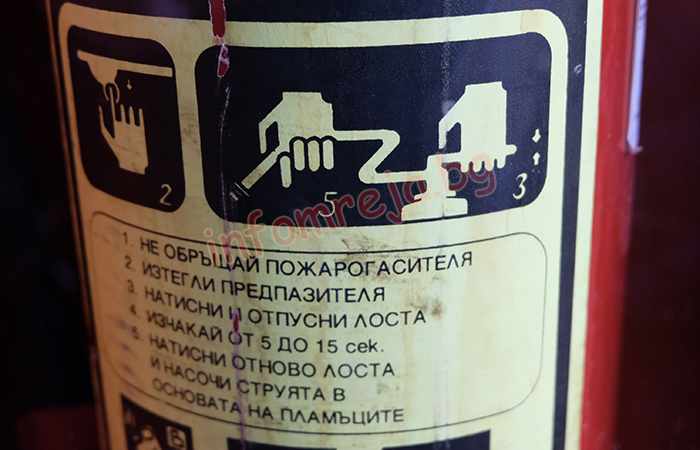 2
5
3
infomreja.bg
1. НЕ ОБРЪЩАЙ ПОЖАРОГАСИТЕЛЯ
2. ИЗТЕГЛИ ПРЕДПАЗИТЕЛЯ
3. НАТИСНИ И ОТПУСНИ ЛОСТА
4. ИЗЧАКАЙ ОТ 5 ДО 15 сек.
5. НАТИСНИ ОТНОВО ЛОСТА
И НАСОЧИ СТРУЯТА В
ОСНОВАТА НА ПЛАМЪЦИТЕ
B